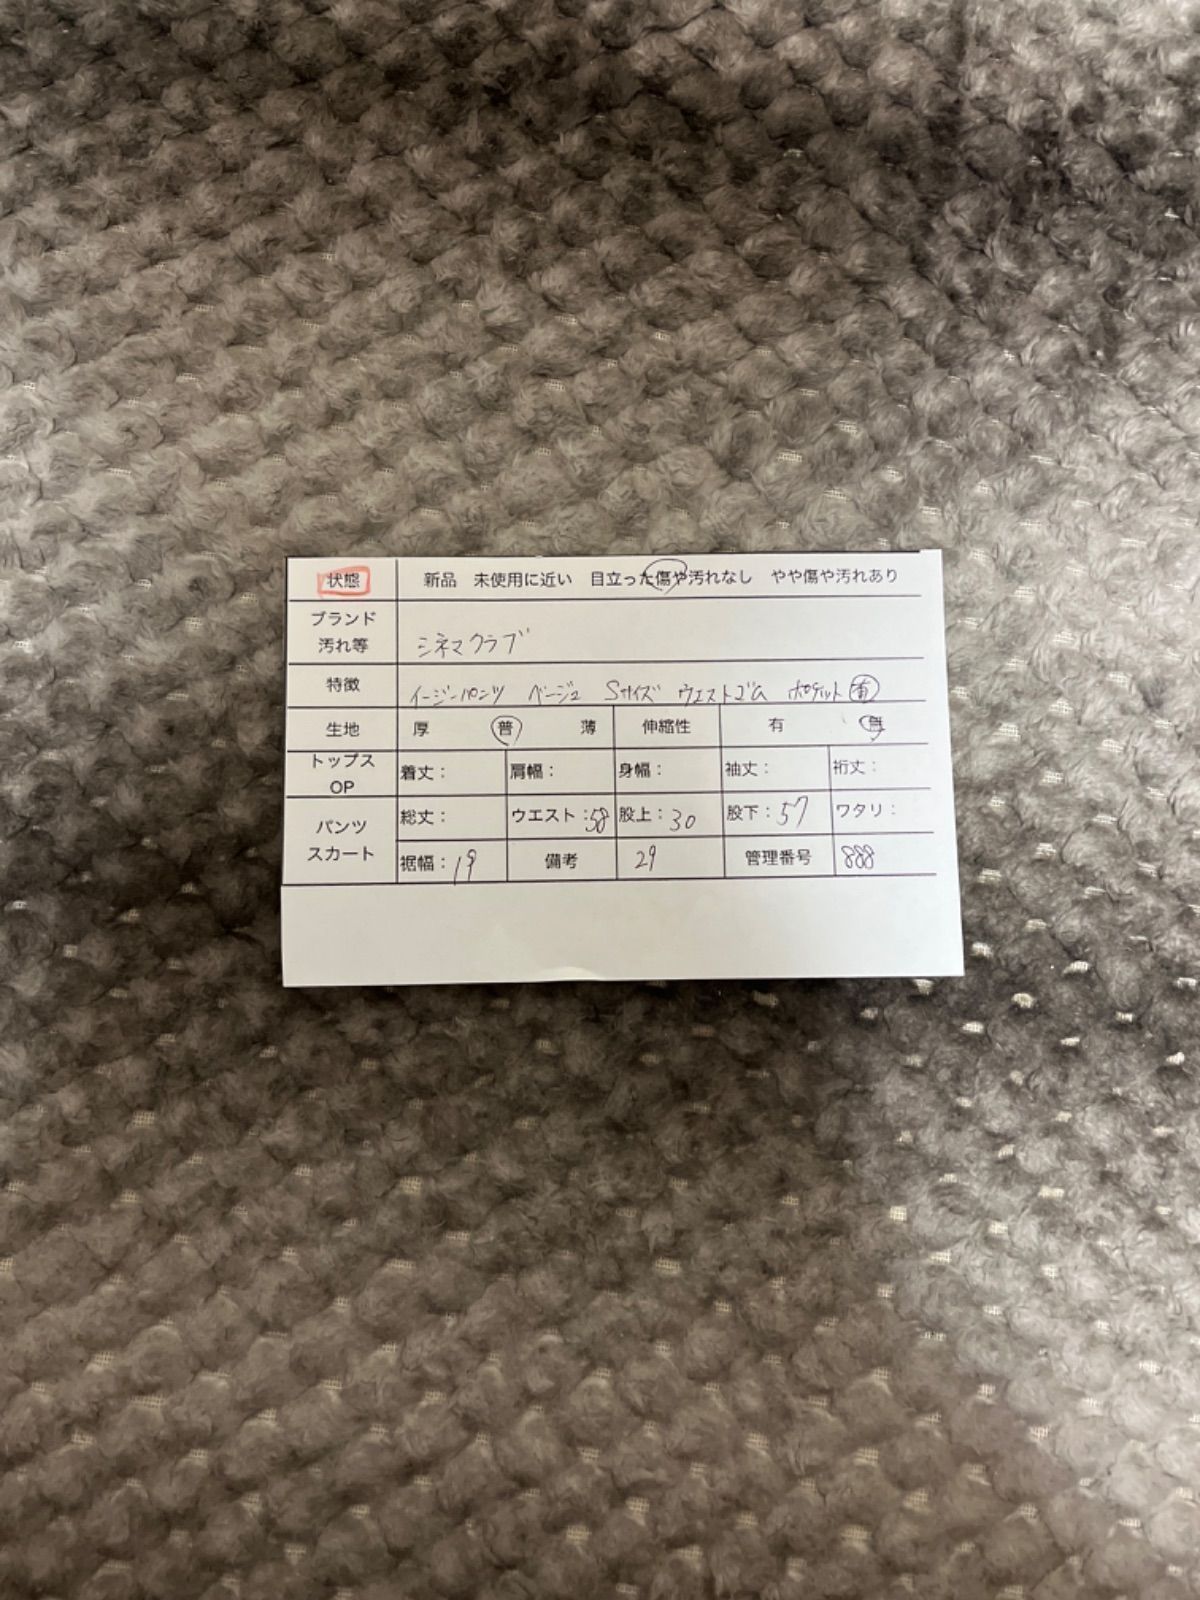 状態 新品 未使用に近い 目立った傷や汚れなし やや傷や汚れあり
ブランド
汚れ等 シネマクラブ
特徴 イージーパンツ ベージュ Sサイズ ウエストゴム ポケット有
生地 厚 普 薄 伸縮性 有 無
トップス
OP 着丈: 肩幅: 身幅: 袖丈: 裄丈:
パンツ
スカート 総丈: ウエスト:58 股上:30 股下:57 ワタリ:
裾幅:19 備考 29 管理番号 888